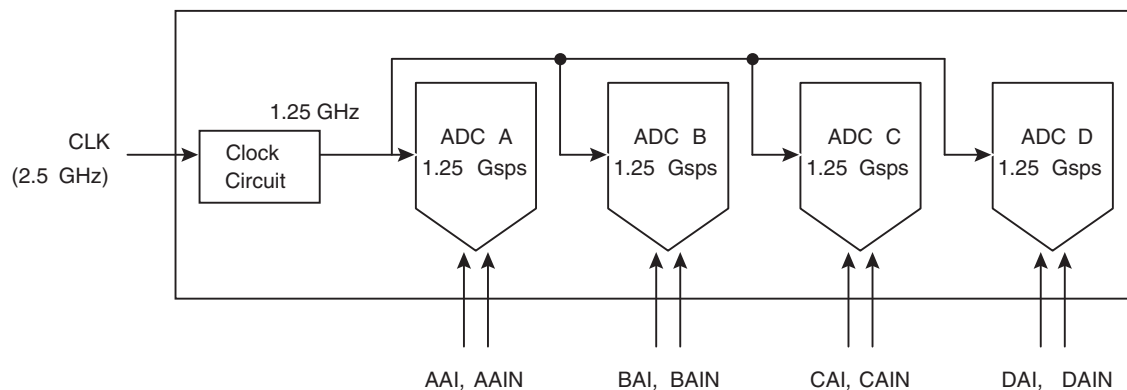 1.25 GHz
CLK
(2.5 GHz)
Clock
Circuit
ADC A
1.25 Gsps
ADC B
1.25 Gsps
ADC C
1.25 Gsps
ADC D
1.25 Gsps
AAI, AAIN
BAI, BAIN
CAI, CAIN
DAI, DAIN